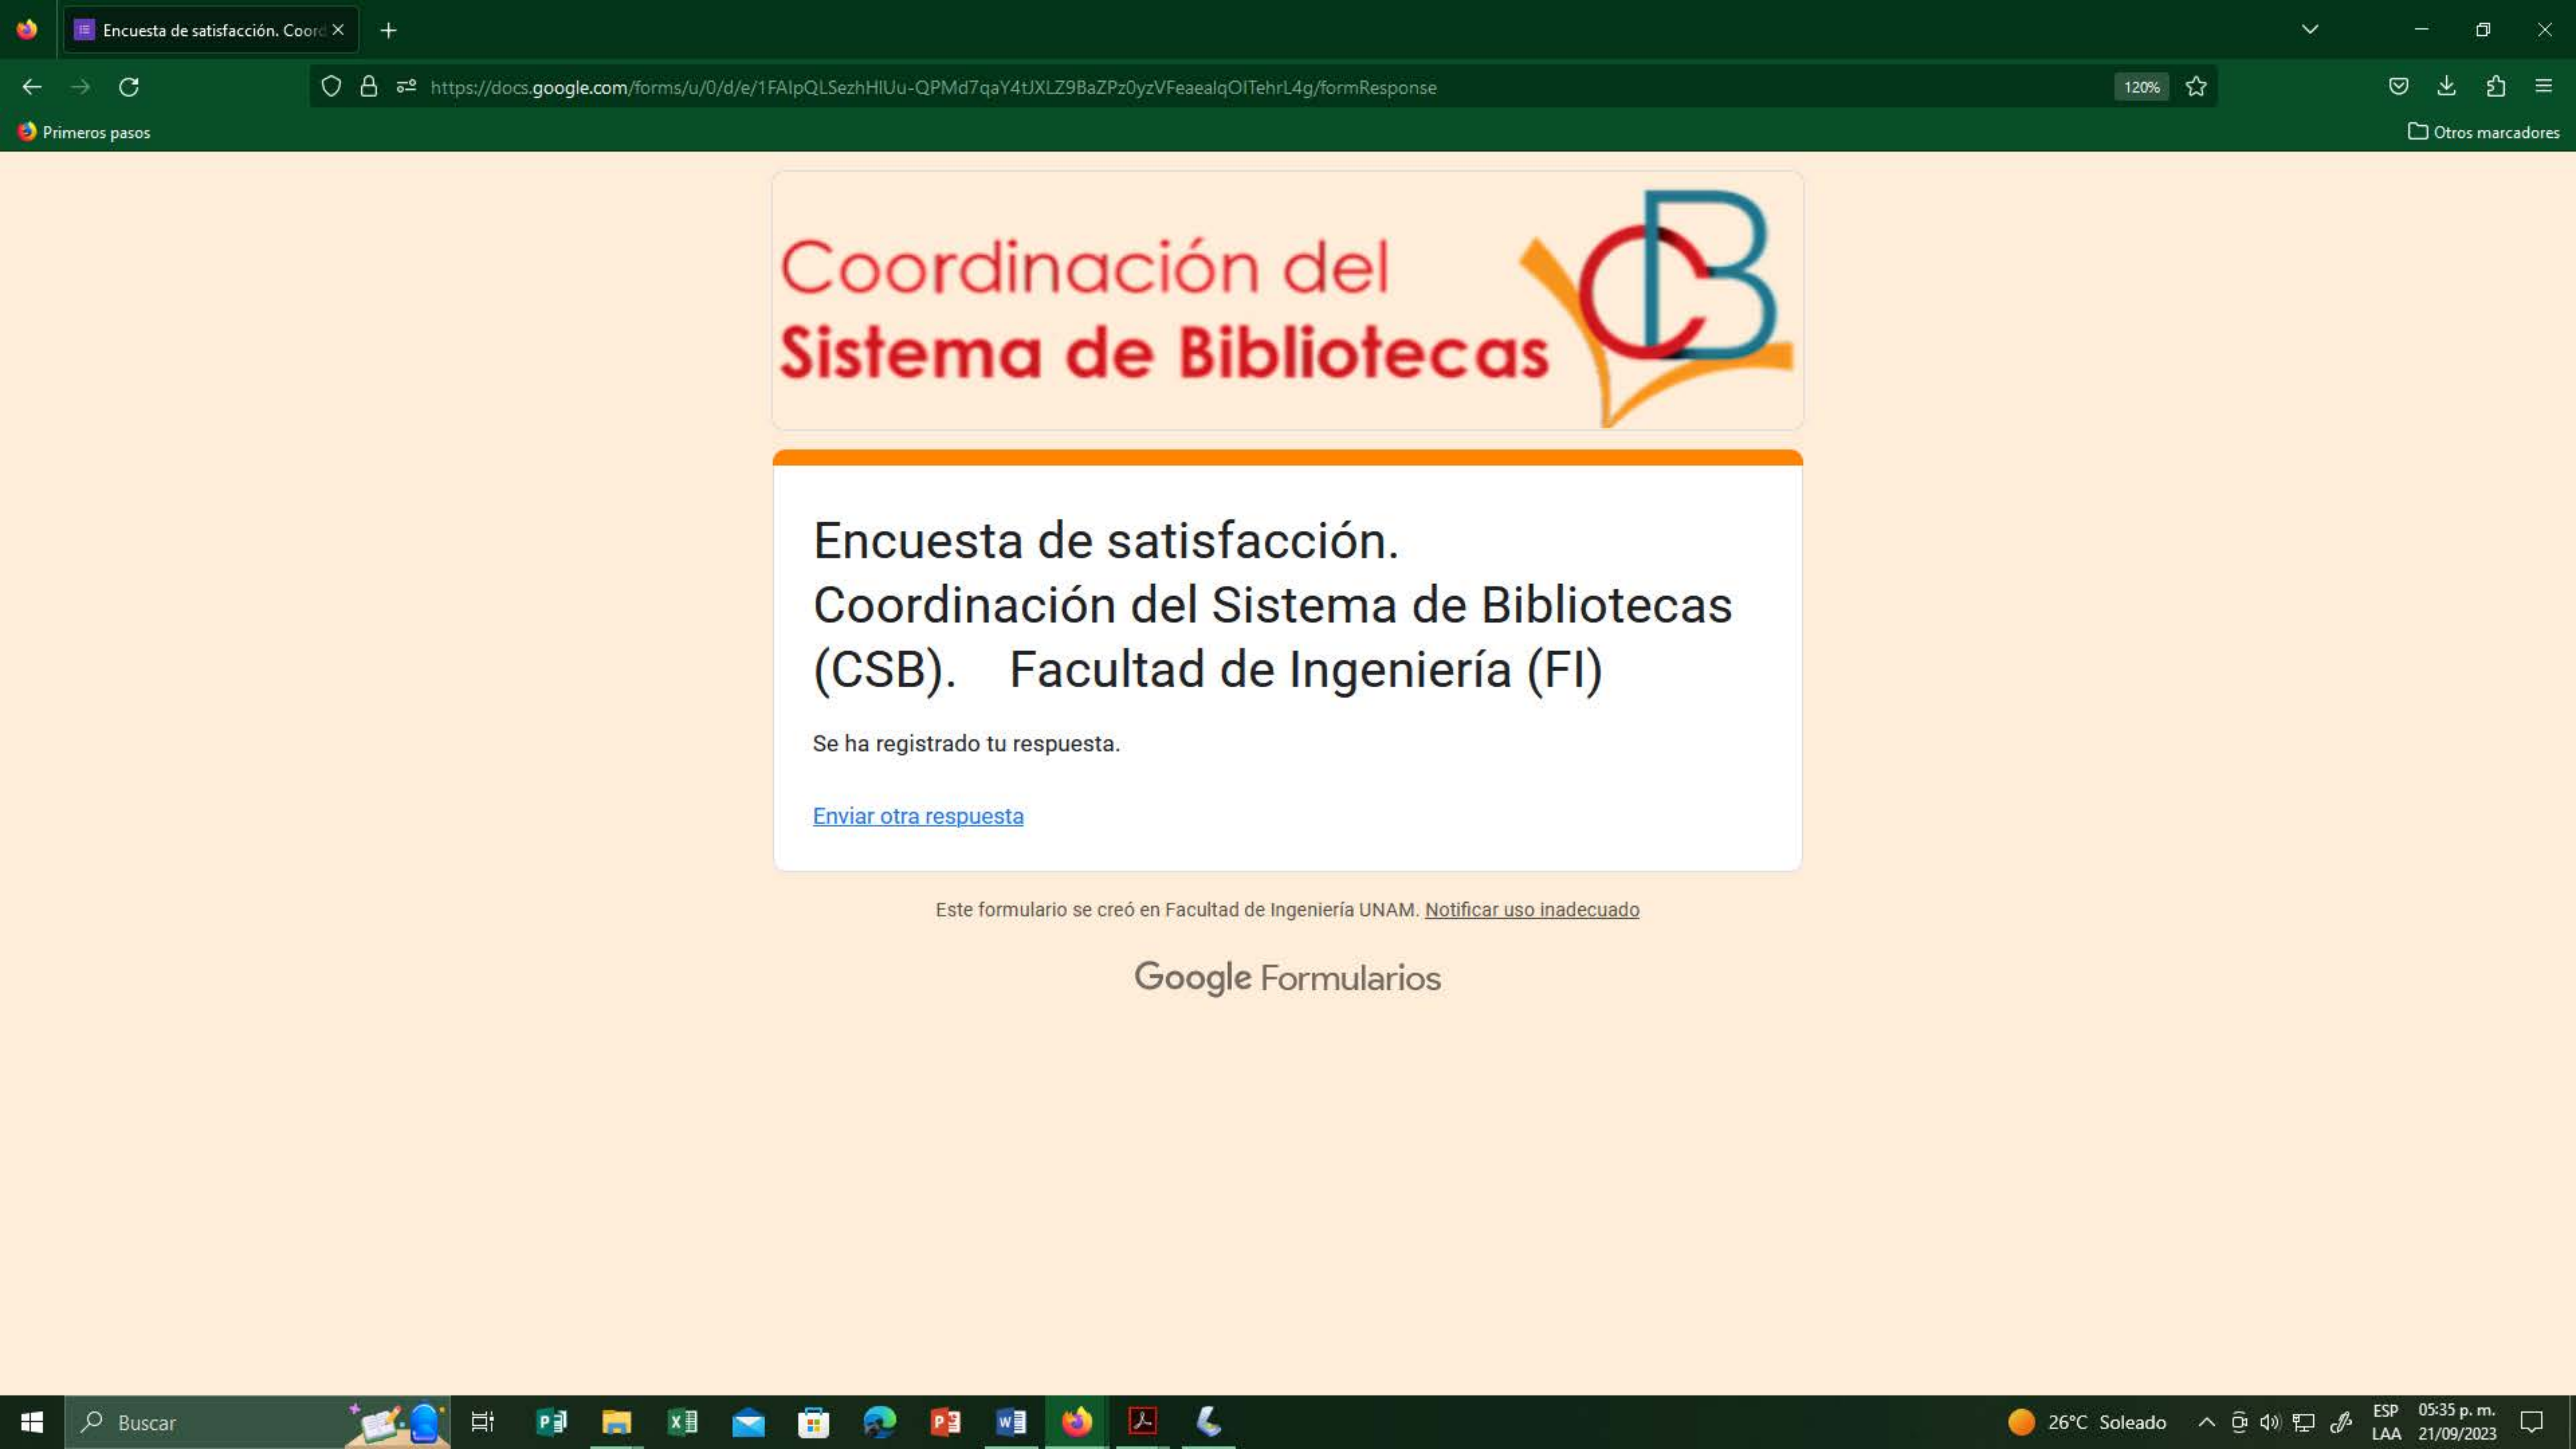 Encuesta de satisfacción. Coord
https://docs.google.com/forms/u/0/d/e/1FAIpQLSezhHIUu-QPMd7qaY4tJXLZ9BaZPz0yzVFeaealqOITehrL4g/formResponse
120%
Primeros pasos
Otros marcadores
Coordinación del
Sistema de Bibliotecas
CB
Encuesta de satisfacción.
Coordinación del Sistema de Bibliotecas
(CSB). Facultad de Ingeniería (FI)
Se ha registrado tu respuesta.
Enviar otra respuesta
Este formulario se creó en Facultad de Ingeniería UNAM. Notificar uso inadecuado
Google Formularios
Buscar
26°C Soleado
ESP
LAA
05:35 p. m.
21/09/2023